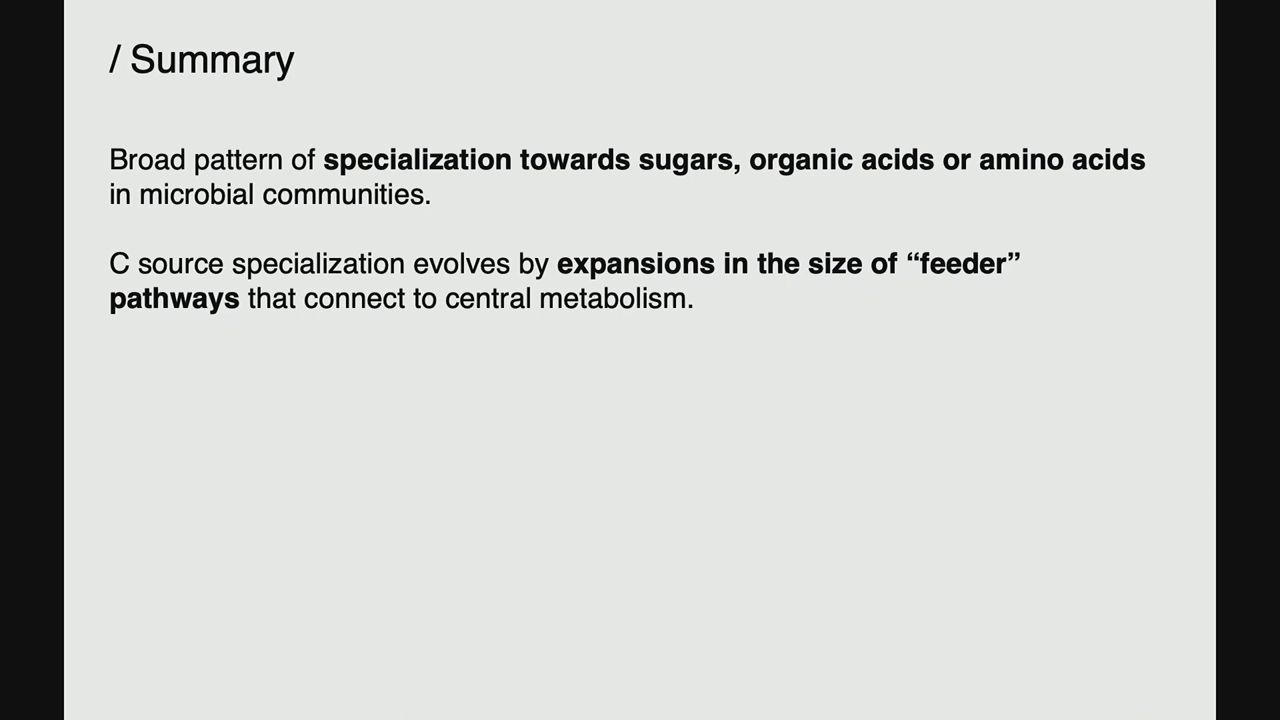 / Summary
Broad pattern of specialization towards sugars, organic acids or amino acids
in microbial communities.
C source specialization evolves by expansions in the size of “feeder”
pathways that connect to central metabolism.